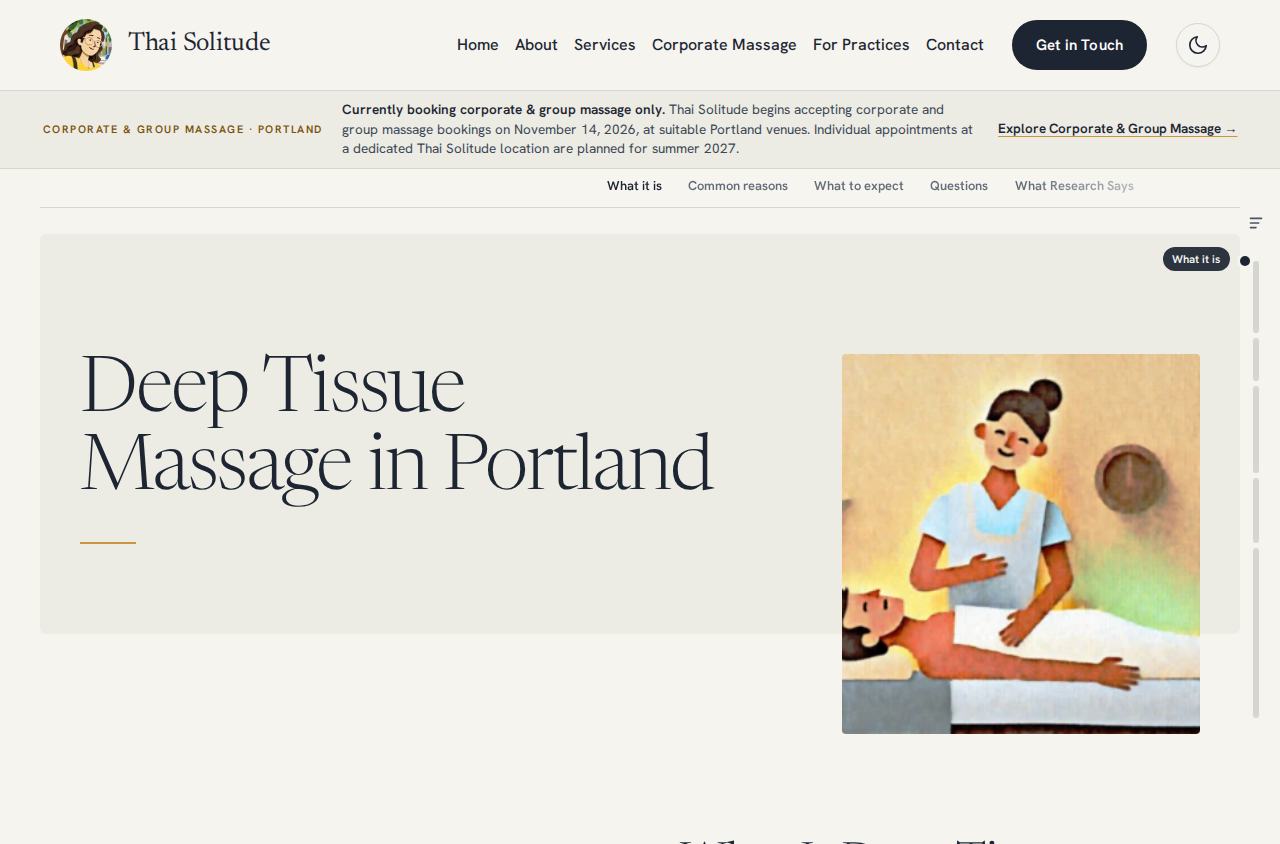 Thai Solitude
Home About Services Corporate Massage For Practices Contact Get in Touch
CORPORATE & GROUP MASSAGE · PORTLAND
Currently booking corporate & group massage only. Thai Solitude begins accepting corporate and
group massage bookings on November 14, 2026, at suitable Portland venues. Individual appointments at
a dedicated Thai Solitude location are planned for summer 2027.
Explore Corporate & Group Massage →
What it is Common reasons What to expect Questions What Research Says
What it is
Deep Tissue
Massage in Portland